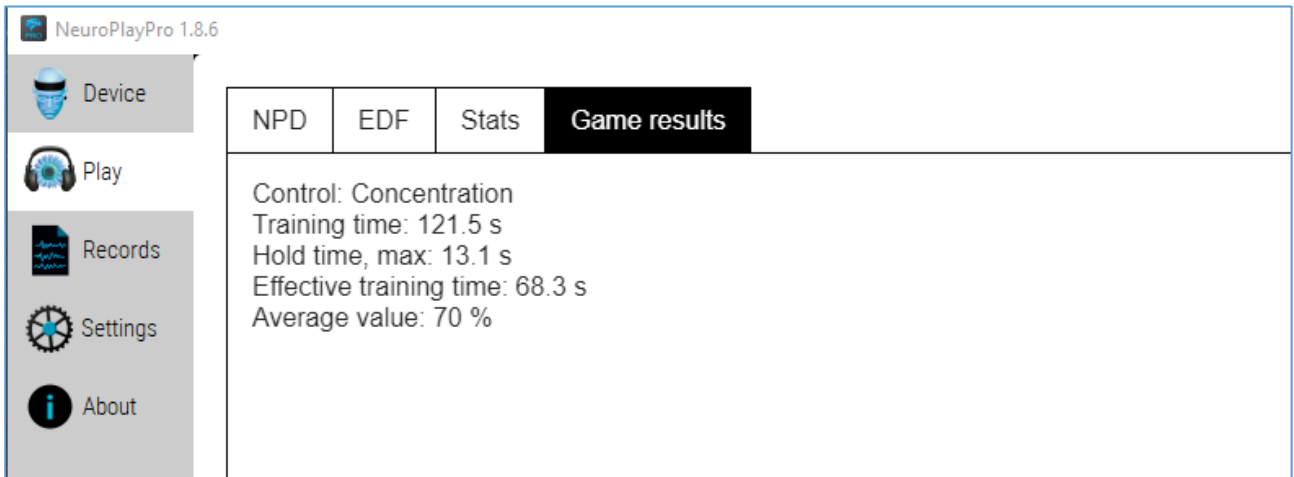 NeuroPlayPro 1.8.6
Device
Play
Records
Settings
About
NPD EDF Stats Game results
Control: Concentration
Training time: 121.5 s
Hold time, max: 13.1 s
Effective training time: 68.3 s
Average value: 70 %